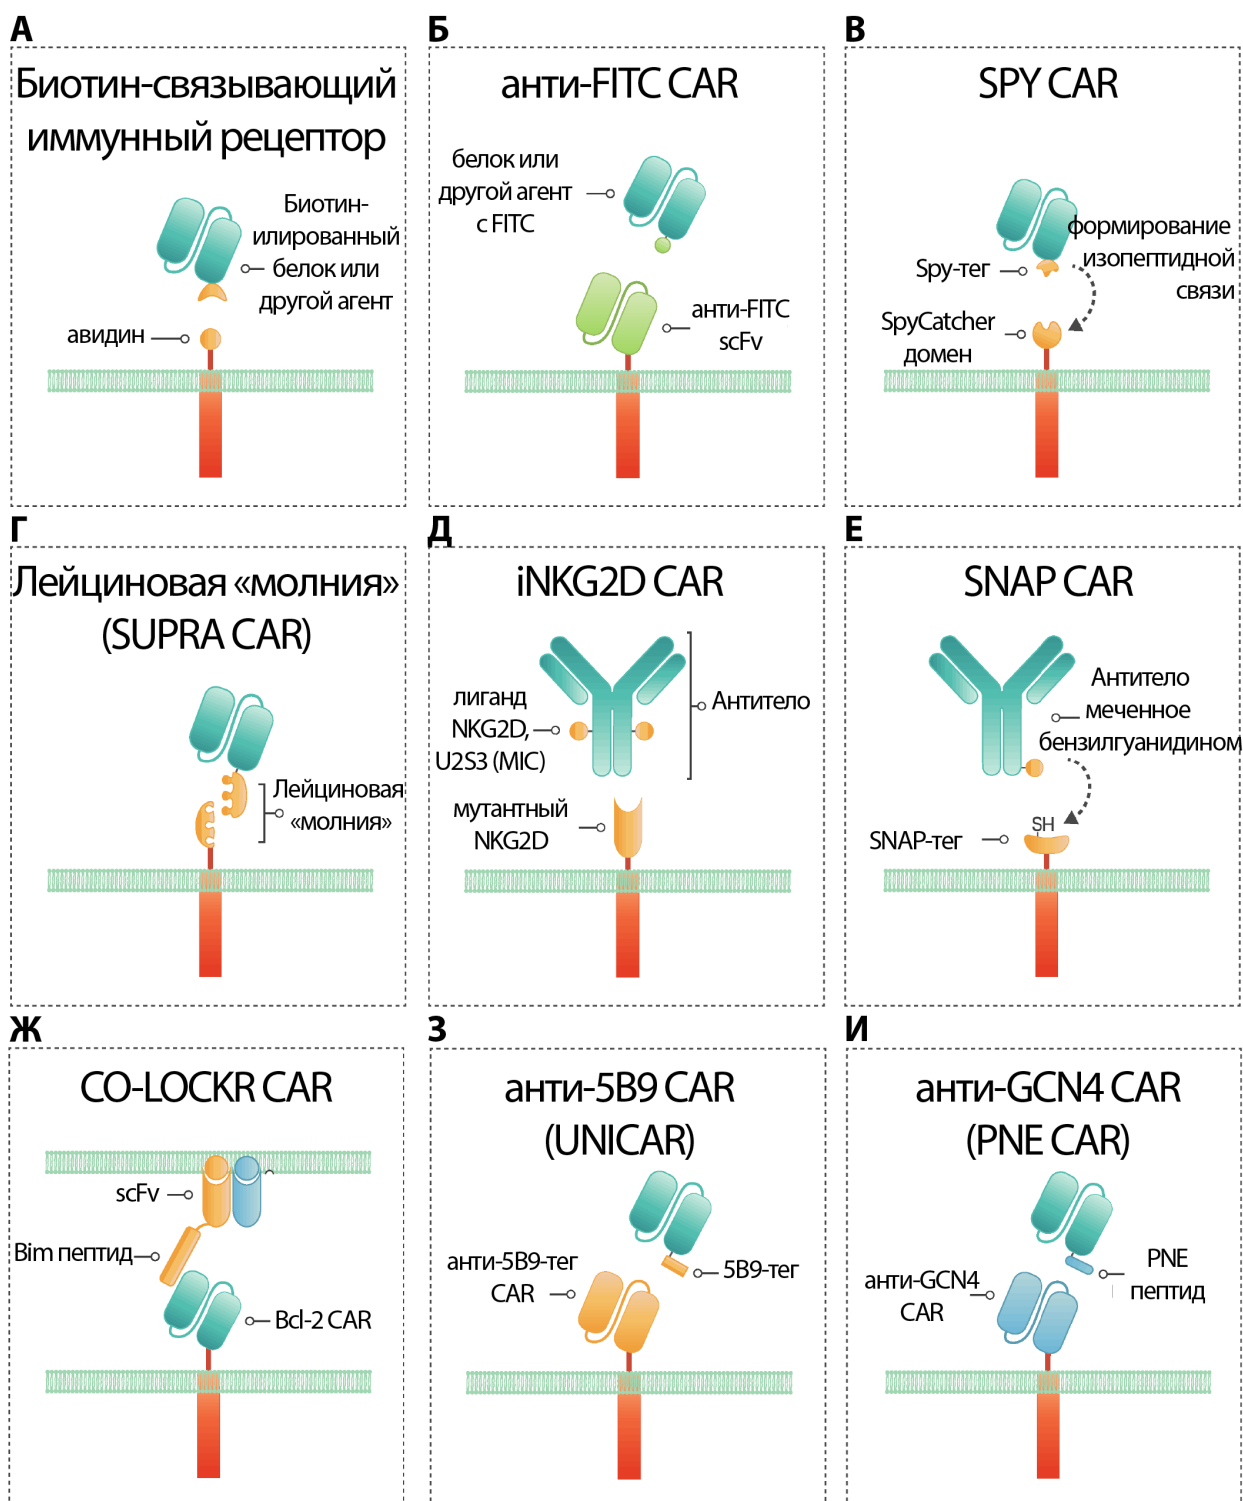 А
Биотин-связывающий
иммунный рецептор
Биотин-
илированный
белок или
другой агент
авидин
Б
анти-FITC CAR
белок или
другой агент
с FITC
анти-FITC
scFv
В
SPY CAR
формирование
изопептидной
связи
Spy-тег
SpyCatcher
домен
Г
Лейциновая «молния»
(SUPRA CAR)
Лейциновая
«молния»
Д
iNKG2D CAR
лиганд
NKG2D,
U2S3 (MIC)
Антитело
мутантный
NKG2D
Е
SNAP CAR
Антитело
меченное
бензилгуанидином
SH
SNAP-тег
Ж
CO-LOCKR CAR
scFv
Bim пептид
Bcl-2 CAR
З
анти-5B9 CAR
(UNICAR)
анти-5B9-тег
CAR
5B9-тег
И
анти-GCN4 CAR
(PNE CAR)
PNE
пептид
анти-GCN4
CAR